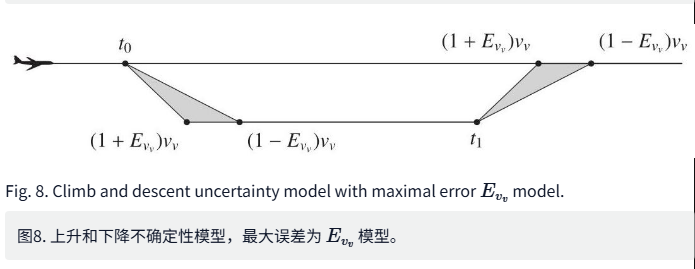 t₀ (1 + E_{v_v})v_v (1 − E_{v_v})v_v
(1 + E_{v_v})v_v (1 − E_{v_v})v_v t₁
Fig. 8. Climb and descent uncertainty model with maximal error E_{v_v} model.
图8. 上升和下降不确定性模型，最大误差为 E_{v_v} 模型。